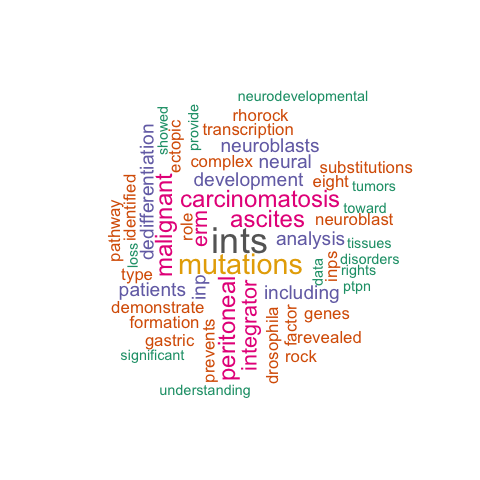 neurodevelopmental
showed
provide
rhorock
ectopic
transcription
dedifferentiation
neuroblasts
complex
neural
substitutions
identified
malignant
development
eight
tumors
carcinomatosis
toward
pathway
role
erm
ascites
neuroblast
loss
ints
analysis
tissues
type
mutations
data
inps
disorders
rights
patients
inp
peritoneal
integrator
including
ptpn
demonstrate
drosophila
factor
genes
formation
prevents
revealed
gastric
significant
rock
understanding